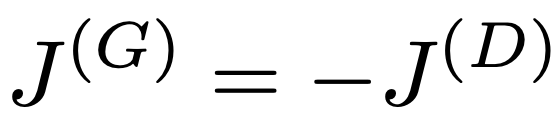 J^{(G)} = -J^{(D)}